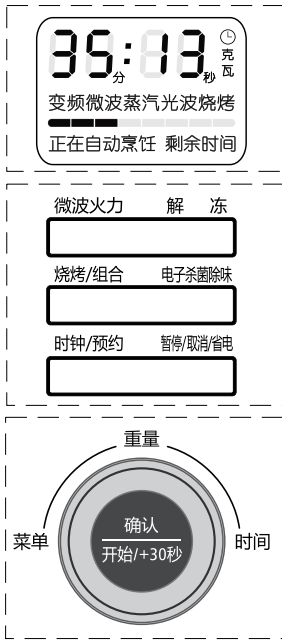 35:13
分 秒
克
瓦
变频微波蒸汽光波烧烤
正在自动烹饪 剩余时间
微波火力 解 冻
烧烤/组合 电子杀菌除味
时钟/预约 暂停/取消/省电
重量
菜单 时间
确认
开始/+30秒